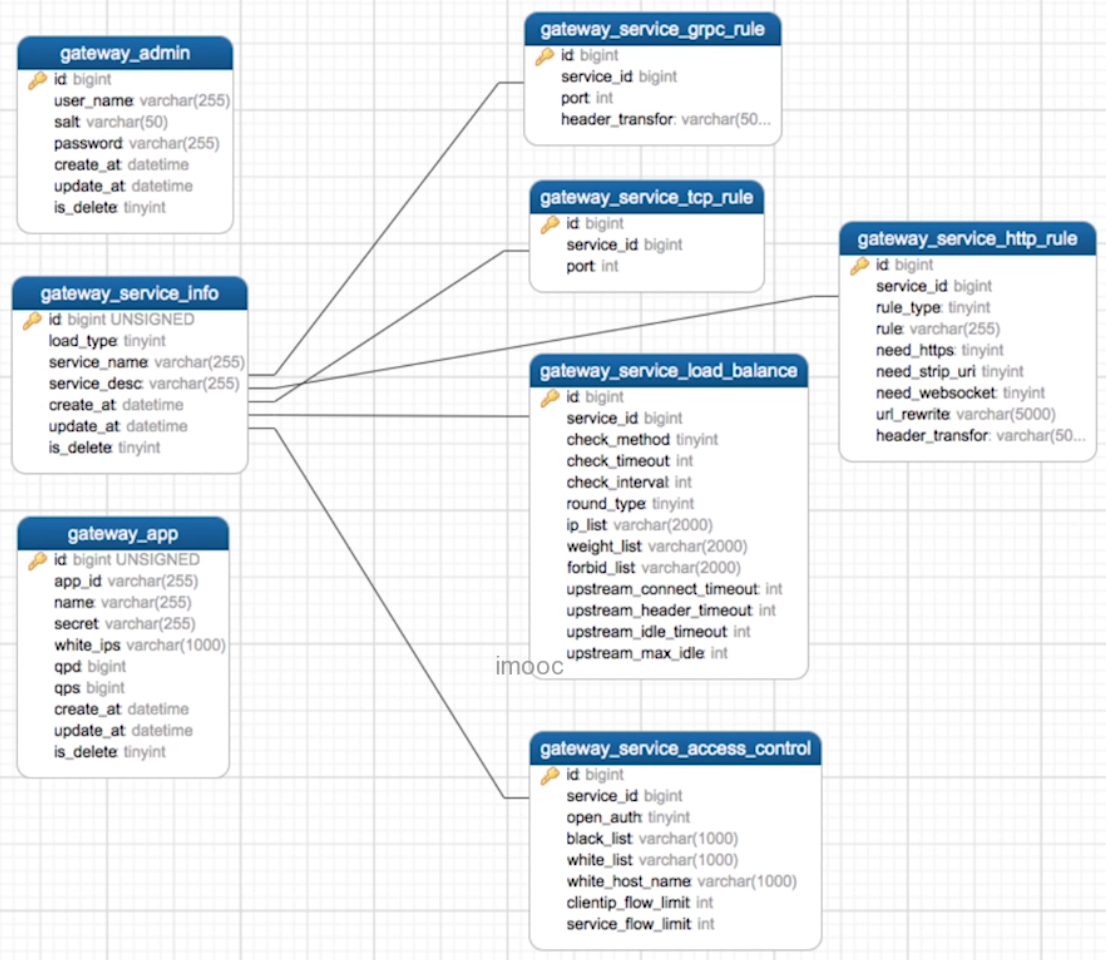 gateway_admin
id: bigint
user_name: varchar(255)
salt: varchar(50)
password: varchar(255)
create_at: datetime
update_at: datetime
is_delete: tinyint
gateway_service_info
id: bigint UNSIGNED
load_type: tinyint
service_name: varchar(255)
service_desc: varchar(255)
create_at: datetime
update_at: datetime
is_delete: tinyint
gateway_app
id: bigint UNSIGNED
app_id: varchar(255)
name: varchar(255)
secret: varchar(255)
white_ips: varchar(1000)
qpd: bigint
qps: bigint
create_at: datetime
update_at: datetime
is_delete: tinyint
gateway_service_grpc_rule
id: bigint
service_id: bigint
port: int
header_transfor: varchar(50...
gateway_service_tcp_rule
id: bigint
service_id: bigint
port: int
gateway_service_load_balance
id: bigint
service_id: bigint
check_method: tinyint
check_timeout: int
check_interval: int
round_type: tinyint
ip_list: varchar(2000)
weight_list: varchar(2000)
forbid_list: varchar(2000)
upstream_connect_timeout: int
upstream_header_timeout: int
upstream_idle_timeout: int
upstream_max_idle: int
imooc
gateway_service_access_control
id: bigint
service_id: bigint
open_auth: tinyint
black_list: varchar(1000)
white_list: varchar(1000)
white_host_name: varchar(1000)
clientip_flow_limit: int
service_flow_limit: int
gateway_service_http_rule
id: bigint
service_id: bigint
rule_type: tinyint
rule: varchar(255)
need_https: tinyint
need_strip_uri: tinyint
need_websocket: tinyint
url_rewrite: varchar(5000)
header_transfor: varchar(50...